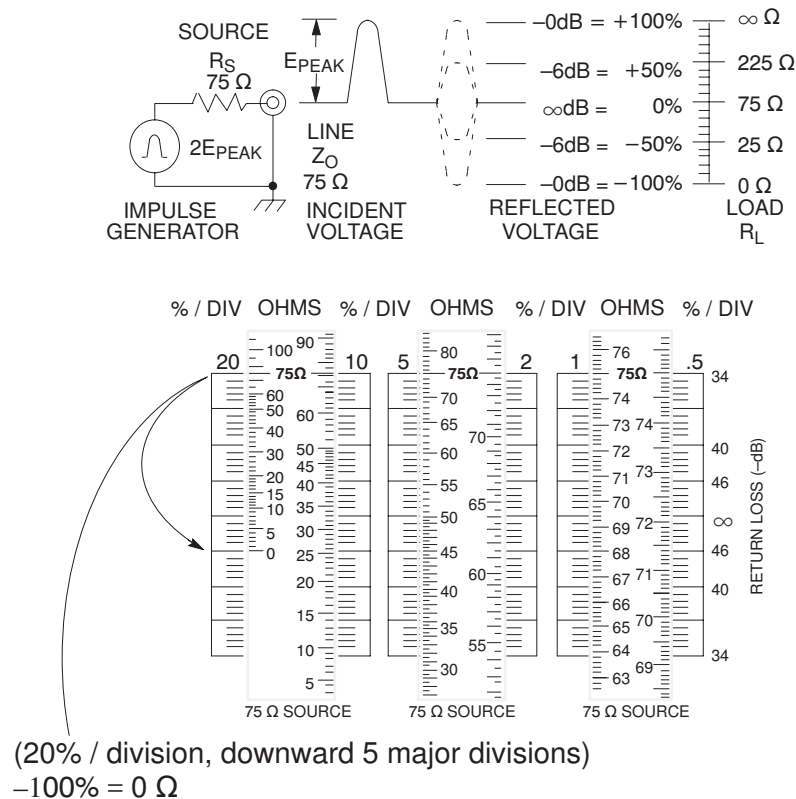 SOURCE
R_S
75 Ω
2E_PEAK
IMPULSE
GENERATOR
E_PEAK
LINE
Z_O
75 Ω
INCIDENT
VOLTAGE
–0dB = +100%
–6dB = +50%
∞dB = 0%
–6dB = –50%
–0dB = –100%
REFLECTED
VOLTAGE
∞ Ω
225 Ω
75 Ω
25 Ω
0 Ω
LOAD
R_L
% / DIV OHMS % / DIV OHMS % / DIV OHMS % / DIV
20
100
75Ω
60
50
40
30
20
15
10
5
0
90
60
50
45
40
35
30
25
20
15
10
5
10
75 Ω SOURCE
5
80
75Ω
70
65
60
55
50
45
40
35
30
70
65
60
55
2
75 Ω SOURCE
1
76
75Ω
74
73
72
71
70
69
68
67
66
65
64
63
74
73
72
71
70
69
.5
75 Ω SOURCE
34
40
46
∞
46
40
34
RETURN LOSS (–dB)
(20% / division, downward 5 major divisions)
–100% = 0 Ω